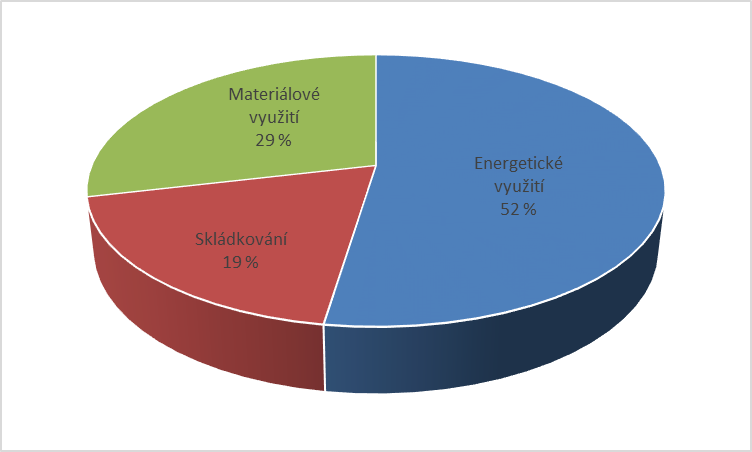 Materiálové
využití
29 %
Energetické
využití
52 %
Skládkování
19 %